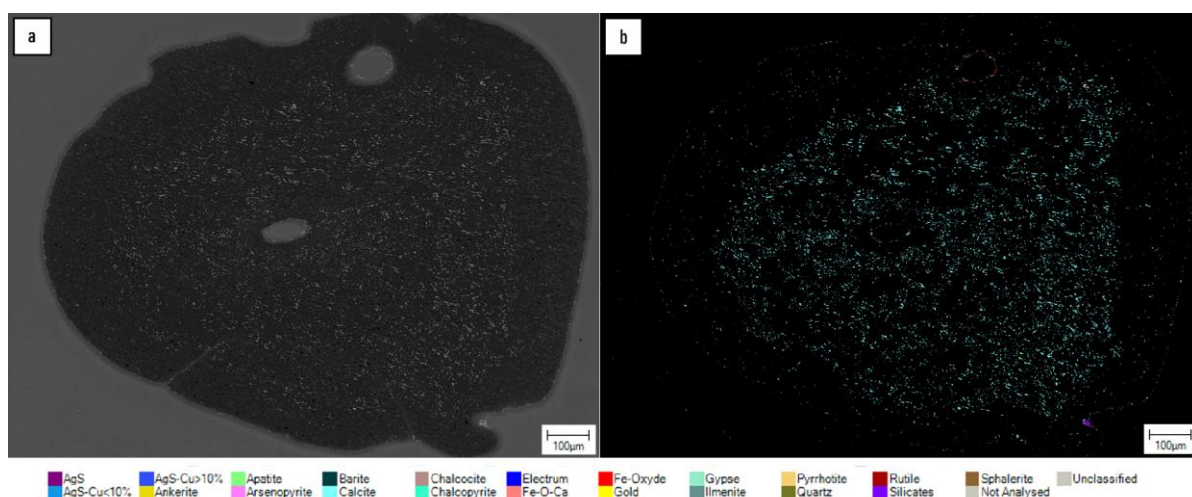 a
b
100µm
100µm
AgS AgS-Cu>10% Apatite Barite Chalcocite Electrum Fe-Oxyde Gypse Pyrrhotite Rutile Sphalerite Unclassified
AgS-Cu<10% Ankerite Arsenopyrite Calcite Chalcopyrite Fe-O-Ca Gold Ilmenite Quartz Silicates Not Analysed